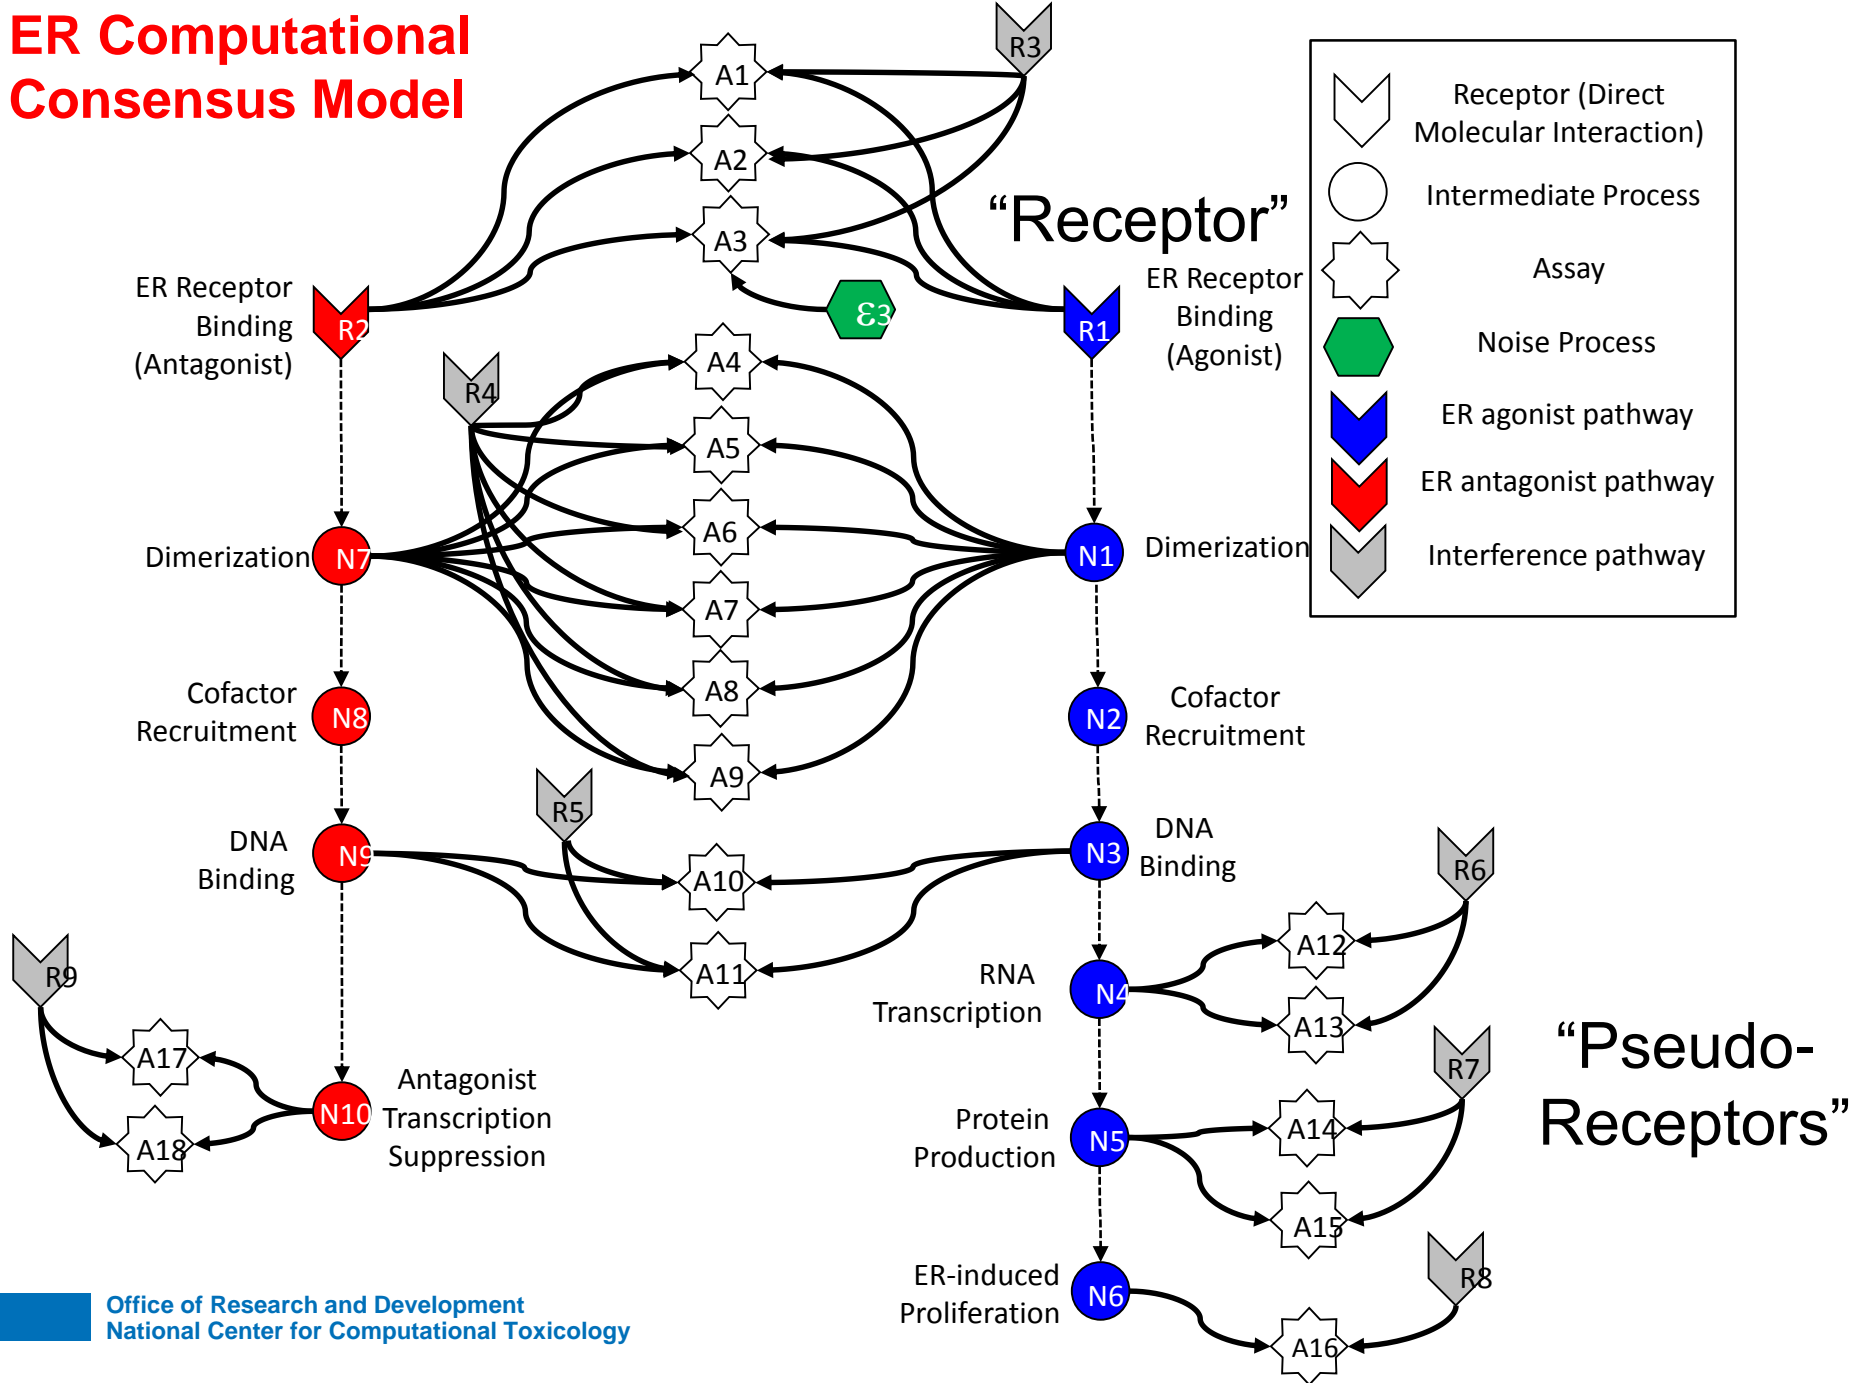 ER Computational
Consensus Model
R3
A1
A2
A3
"Receptor"
ER Receptor
Binding
(Antagonist)
R2
ε3
R1
ER Receptor
Binding
(Agonist)
Receptor (Direct
Molecular Interaction)
Intermediate Process
Assay
Noise Process
ER agonist pathway
ER antagonist pathway
Interference pathway
R4
A4
A5
A6
A7
A8
A9
Dimerization
N7
N1
Dimerization
Cofactor
Recruitment
N8
N2
Cofactor
Recruitment
R5
DNA
Binding
N9
A10
A11
N3
DNA
Binding
R6
A12
A13
RNA
Transcription
N4
R9
A17
A18
N10
Antagonist
Transcription
Suppression
R7
A14
A15
Protein
Production
N5
“Pseudo-
Receptors”
R8
A16
ER-induced
Proliferation
N6
Office of Research and Development
National Center for Computational Toxicology